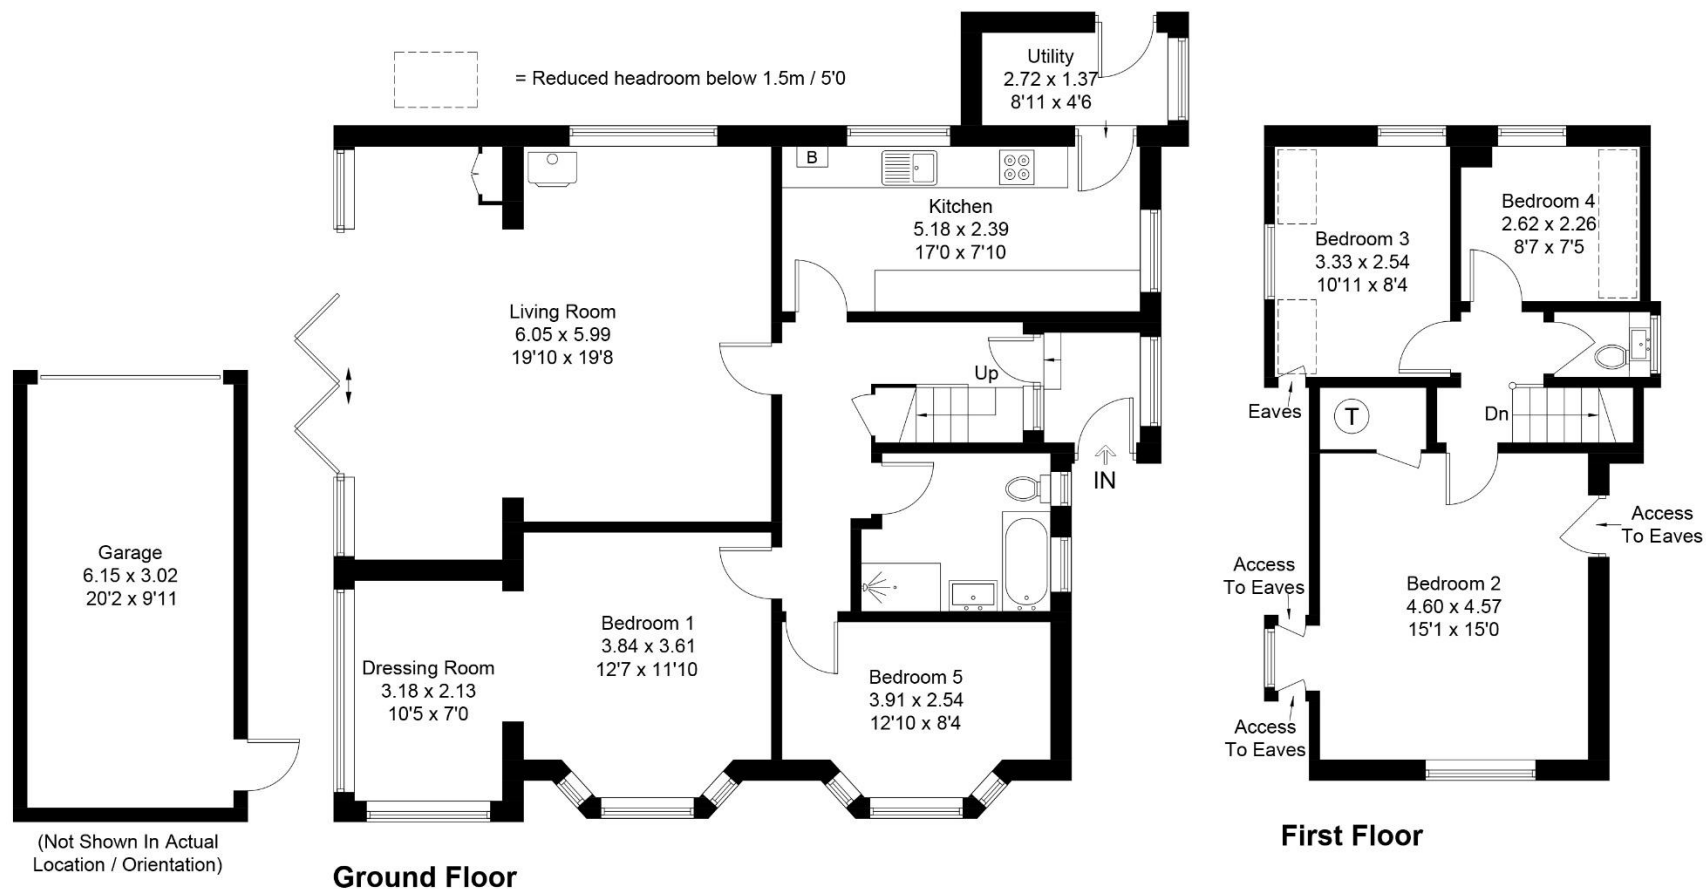 = Reduced headroom below 1.5m / 5'0
Utility
2.72 x 1.37
8'11 x 4'6
B
Kitchen
5.18 x 2.39
17'0 x 7'10
Living Room
6.05 x 5.99
19'10 x 19'8
Up
IN
Garage
6.15 x 3.02
20'2 x 9'11
(Not Shown In Actual
Location / Orientation)
Dressing Room
3.18 x 2.13
10'5 x 7'0
Bedroom 1
3.84 x 3.61
12'7 x 11'10
Bedroom 5
3.91 x 2.54
12'10 x 8'4
Ground Floor
Bedroom 3
3.33 x 2.54
10'11 x 8'4
Bedroom 4
2.62 x 2.26
8'7 x 7'5
Eaves
T
Dn
Access
To Eaves
Access
To Eaves
Bedroom 2
4.60 x 4.57
15'1 x 15'0
Access
To Eaves
First Floor